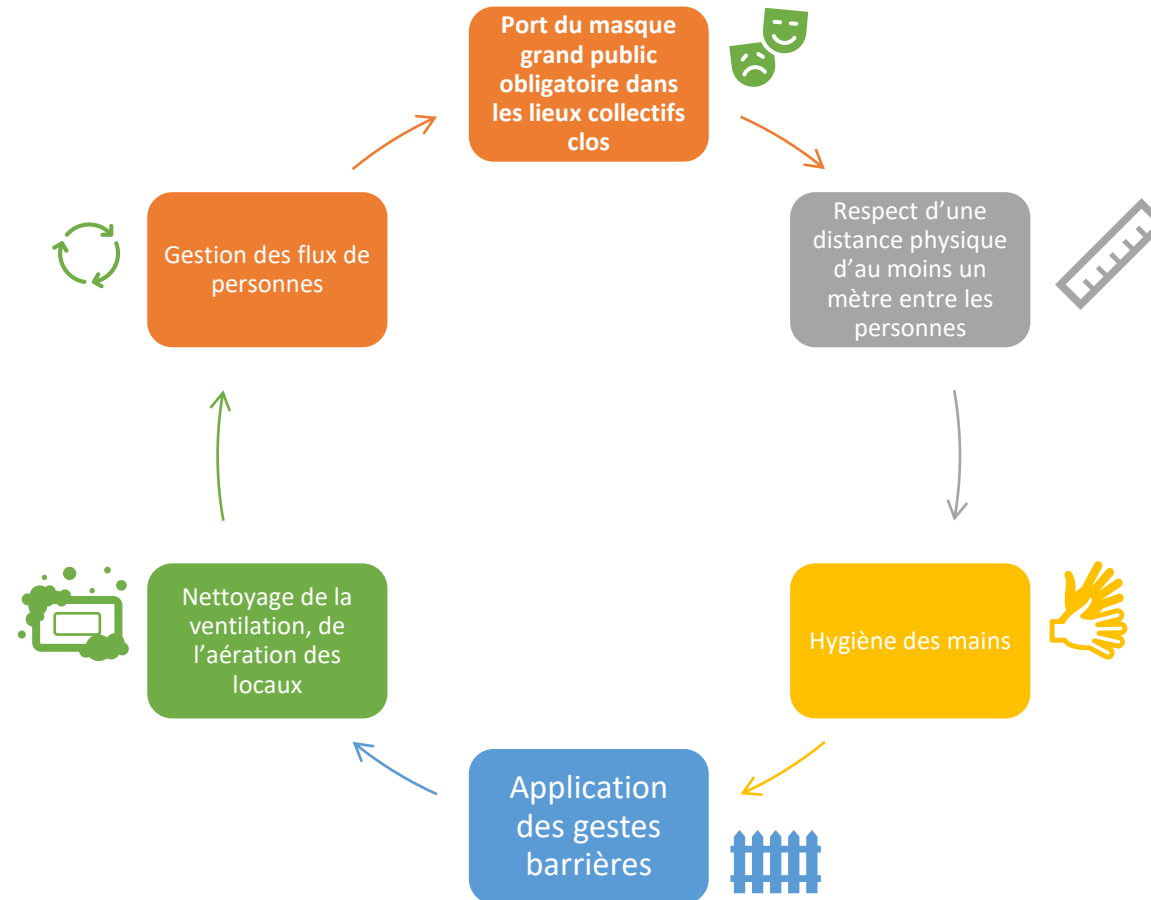 Port du masque
grand public
obligatoire dans
les lieux collectifs
clos
Respect d’une
distance physique
d’au moins un
mètre entre les
personnes
Hygiène des mains
Application
des gestes
barrières
Nettoyage de la
ventilation, de
l’aération des
locaux
Gestion des flux de
personnes